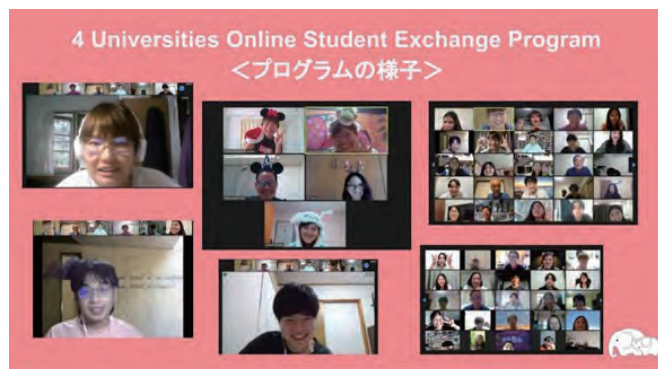 4 Universities Online Student Exchange Program
＜プログラムの様子＞